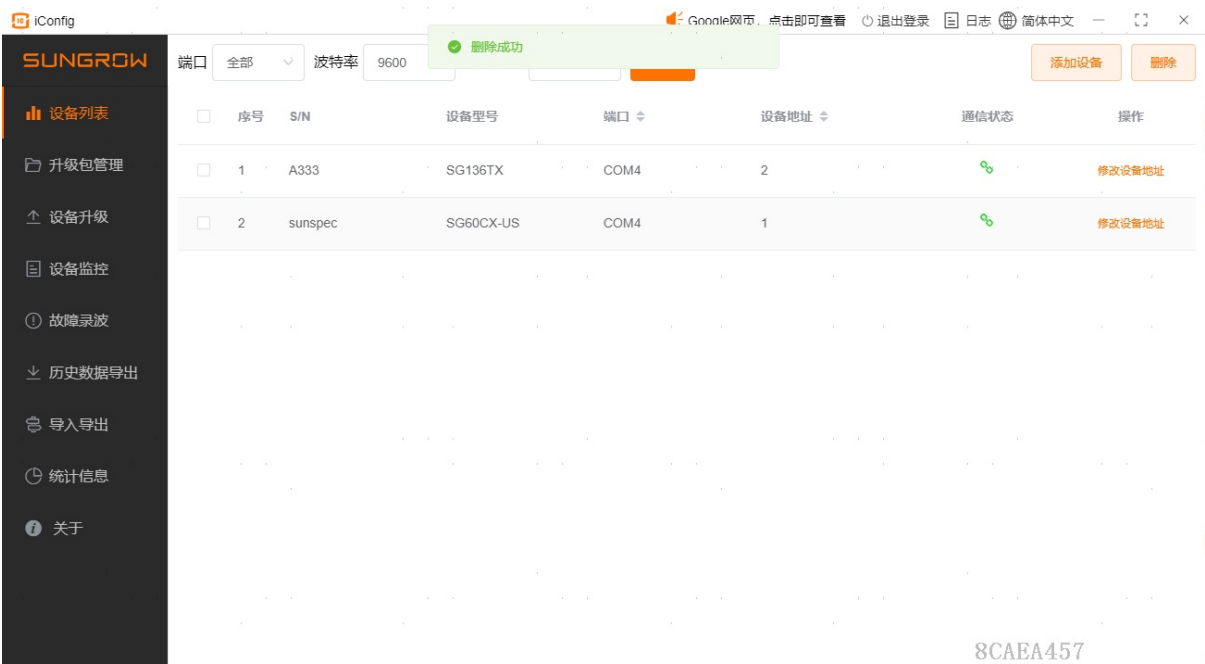 iConfig
Google网页，点击即可查看 退出登录 日志 简体中文
SUNGROW
端口 全部 波特率 9600
删除成功
添加设备 删除
设备列表
升级包管理
设备升级
设备监控
故障录波
历史数据导出
导入导出
统计信息
关于
序号 S/N 设备型号 端口 设备地址 通信状态 操作
1 A333 SG136TX COM4 2 修改设备地址
2 sunspec SG60CX-US COM4 1 修改设备地址
8CAEA457